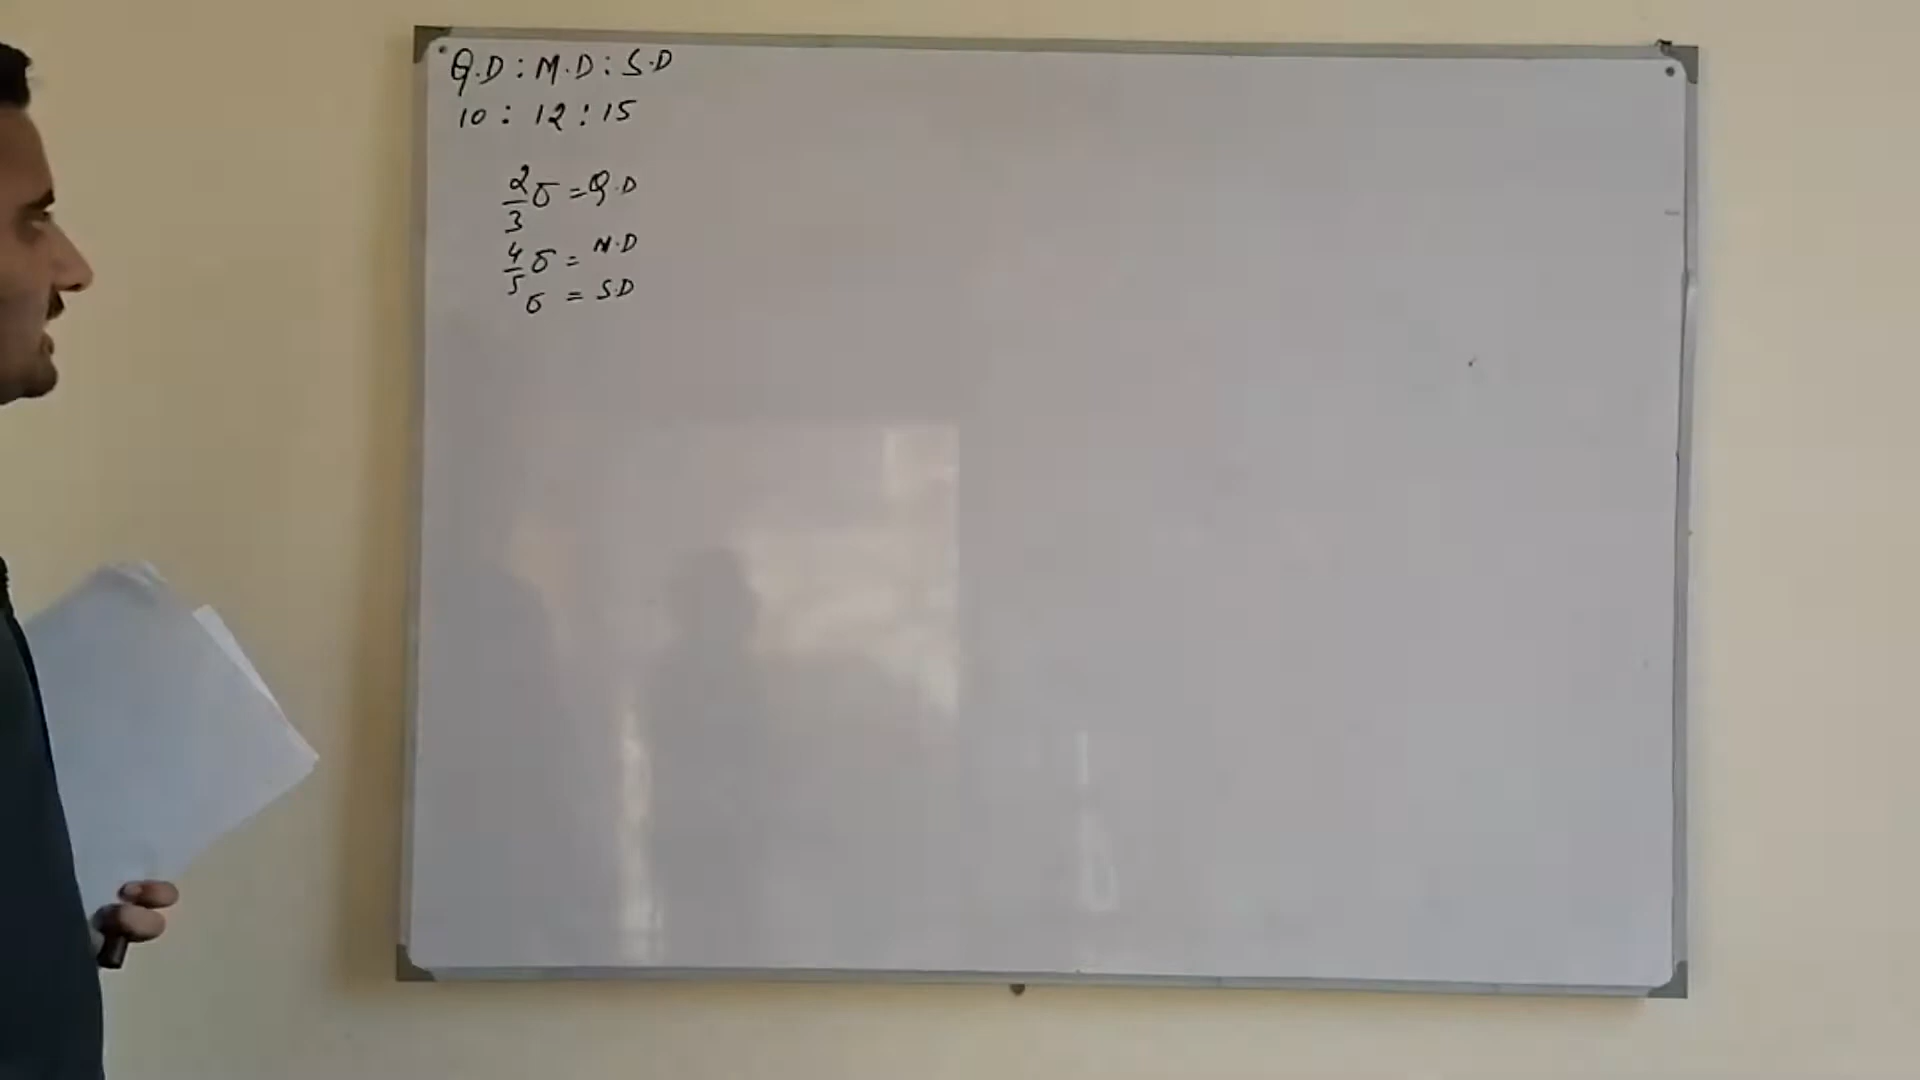 Q.D : M.D : S.D
10 : 12 : 15
2/3 σ = Q.D
4/5 σ = M.D
σ = S.D